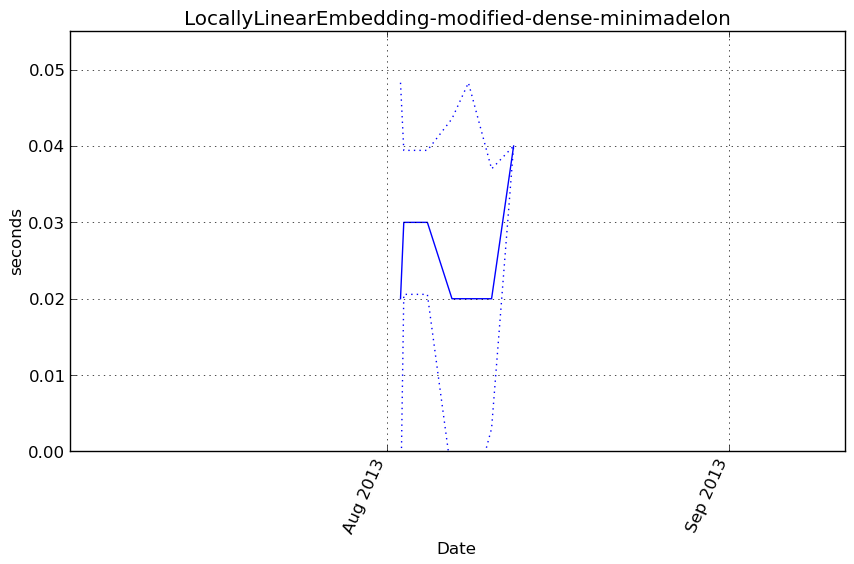 LocallyLinearEmbedding-modified-dense-minimadelon
0.05
0.04
0.03
0.02
0.01
0.00
seconds
Aug 2013
Sep 2013
Date